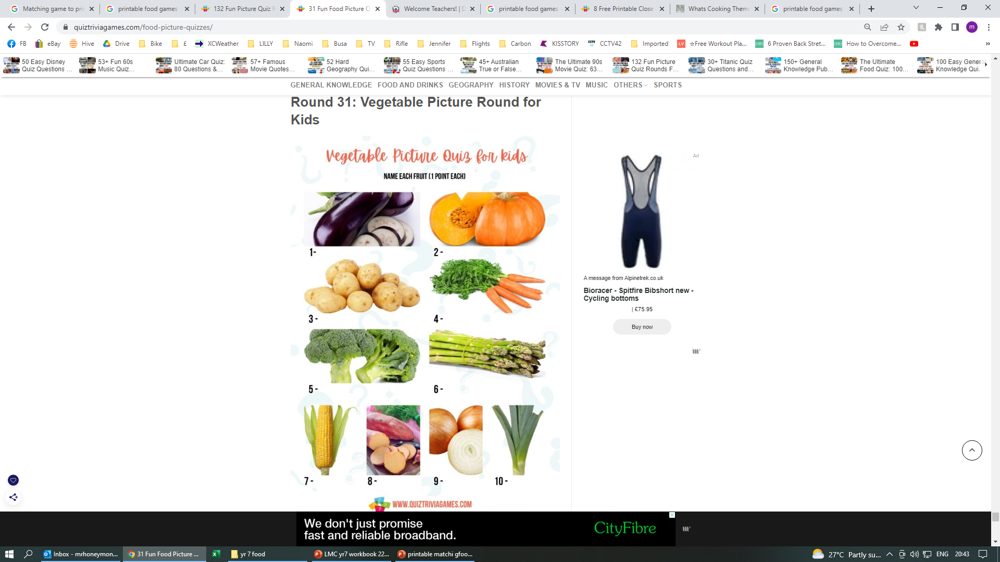 Matching game to prin
printable food games
132 Fun Picture Quiz R
31 Fun Food Picture Q
Welcome Teachers! | D
printable food games
8 Free Printable Close
Whats Cooking Theme
printable food games
quiztriviagames.com/food-picture-quizzes/
m
FB
eBay
Hive
Drive
Bike
£
XCWeather
LILLY
Naomi
Busa
TV
Rifle
Jennifer
Flights
Carbon
KISSTORY
CCTV42
Imported
☆Free Workout Pla...
6 Proven Back Stret...
How to Overcome...
50 Easy Disney
Quiz Questions ...
53+ Fun 60s
Music Quiz...
Ultimate Car Quiz:
80 Questions &...
57+ Famous
Movie Quotes...
52 Hard
Geography Qui...
55 Easy Sports
Quiz Questions ...
45+ Australian
True or False...
The Ultimate 90s
Movie Quiz: 63...
132 Fun Picture
Quiz Rounds F...
30+ Titanic Quiz
Questions and...
150+ General
Knowledge Pub...
The Ultimate
Food Quiz: 100...
100 Easy General
Knowledge Qui...
GENERAL KNOWLEDGE FOOD AND DRINKS GEOGRAPHY HISTORY MOVIES & TV MUSIC OTHERS SPORTS
Round 31: Vegetable Picture Round for
Kids
Vegetable Picture Quiz for kids
NAME EACH FRUIT (1 POINT EACH)
1-
2 -
3 -
4 -
5 -
6 -
7 -
8 -
9 -
10 -
WWW.QUIZTRIVIAGAMES.COM
Ad
A message from Alpinetrek.co.uk
Bioracer - Spitfire Bibshort new -
Cycling bottoms
| £75.95
Buy now
We don't just promise
fast and reliable broadband.
CityFibre
Inbox - mrhoneymon...
31 Fun Food Picture ...
yr 7 food
LMC yr7 workbook 22...
printable matchi gfoo...
27°C Partly su...
ENG
20:43